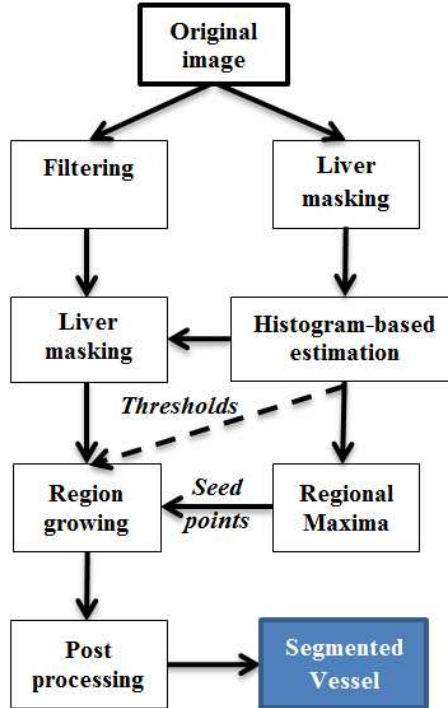 Original
image
Filtering
Liver
masking
Liver
masking
Histogram-based
estimation
Thresholds
Region
growing
Seed
points
Regional
Maxima
Post
processing
Segmented
Vessel